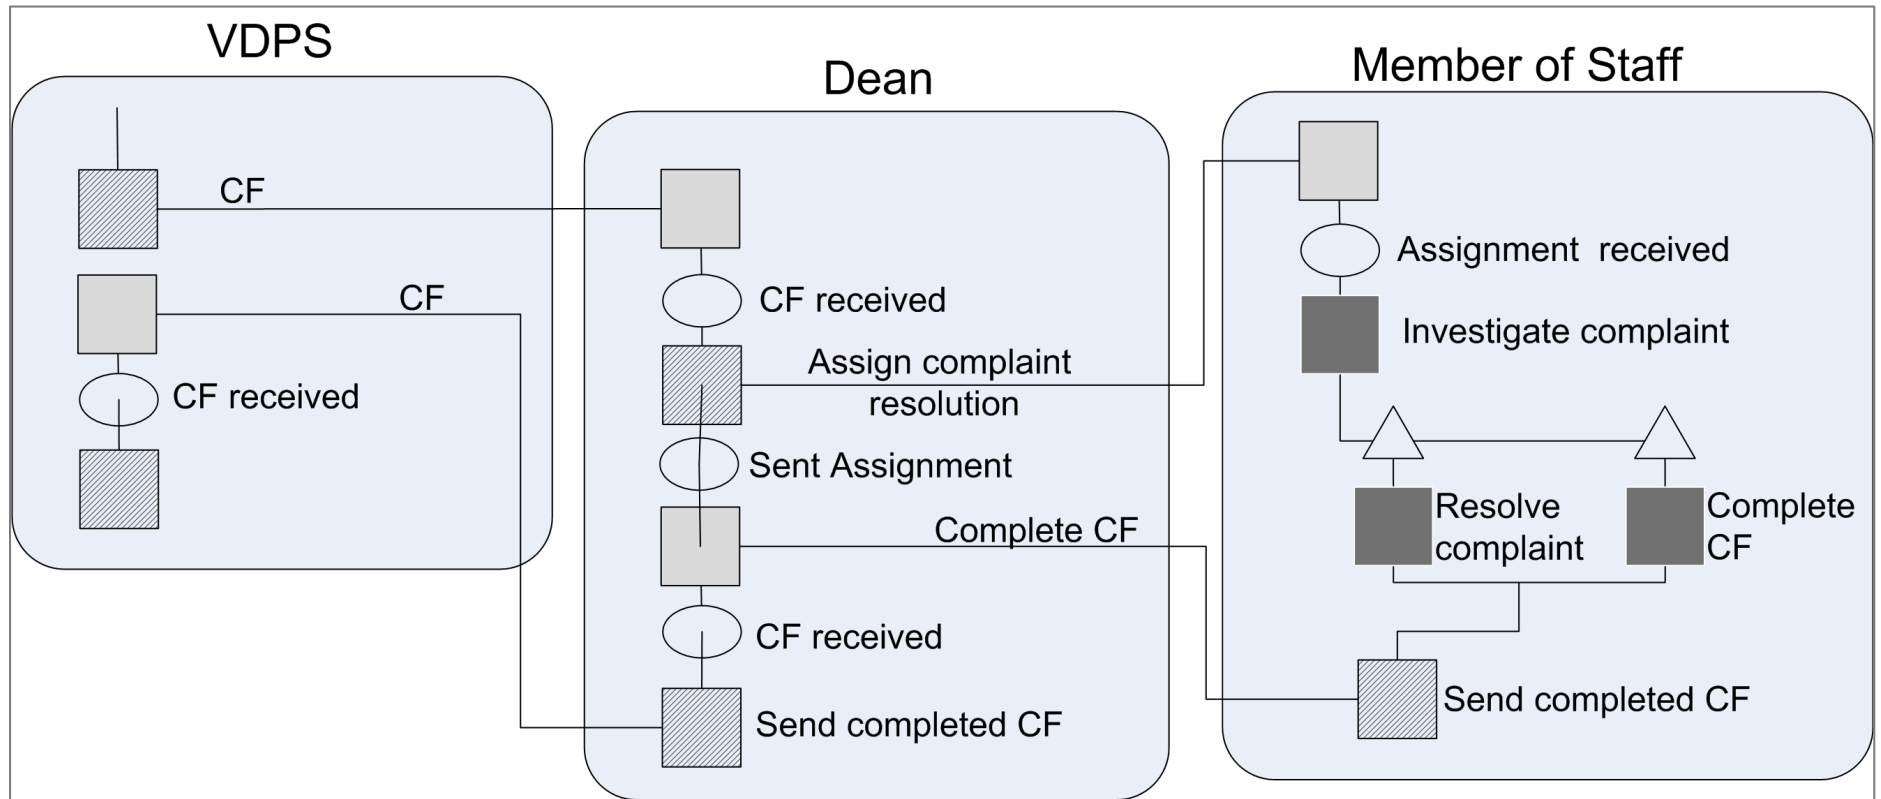 VDPS
CF
CF
CF received
Dean
CF received
Assign complaint
resolution
Sent Assignment
Complete CF
CF received
Send completed CF
Member of Staff
Assignment received
Investigate complaint
Resolve
complaint
Complete
CF
Send completed CF